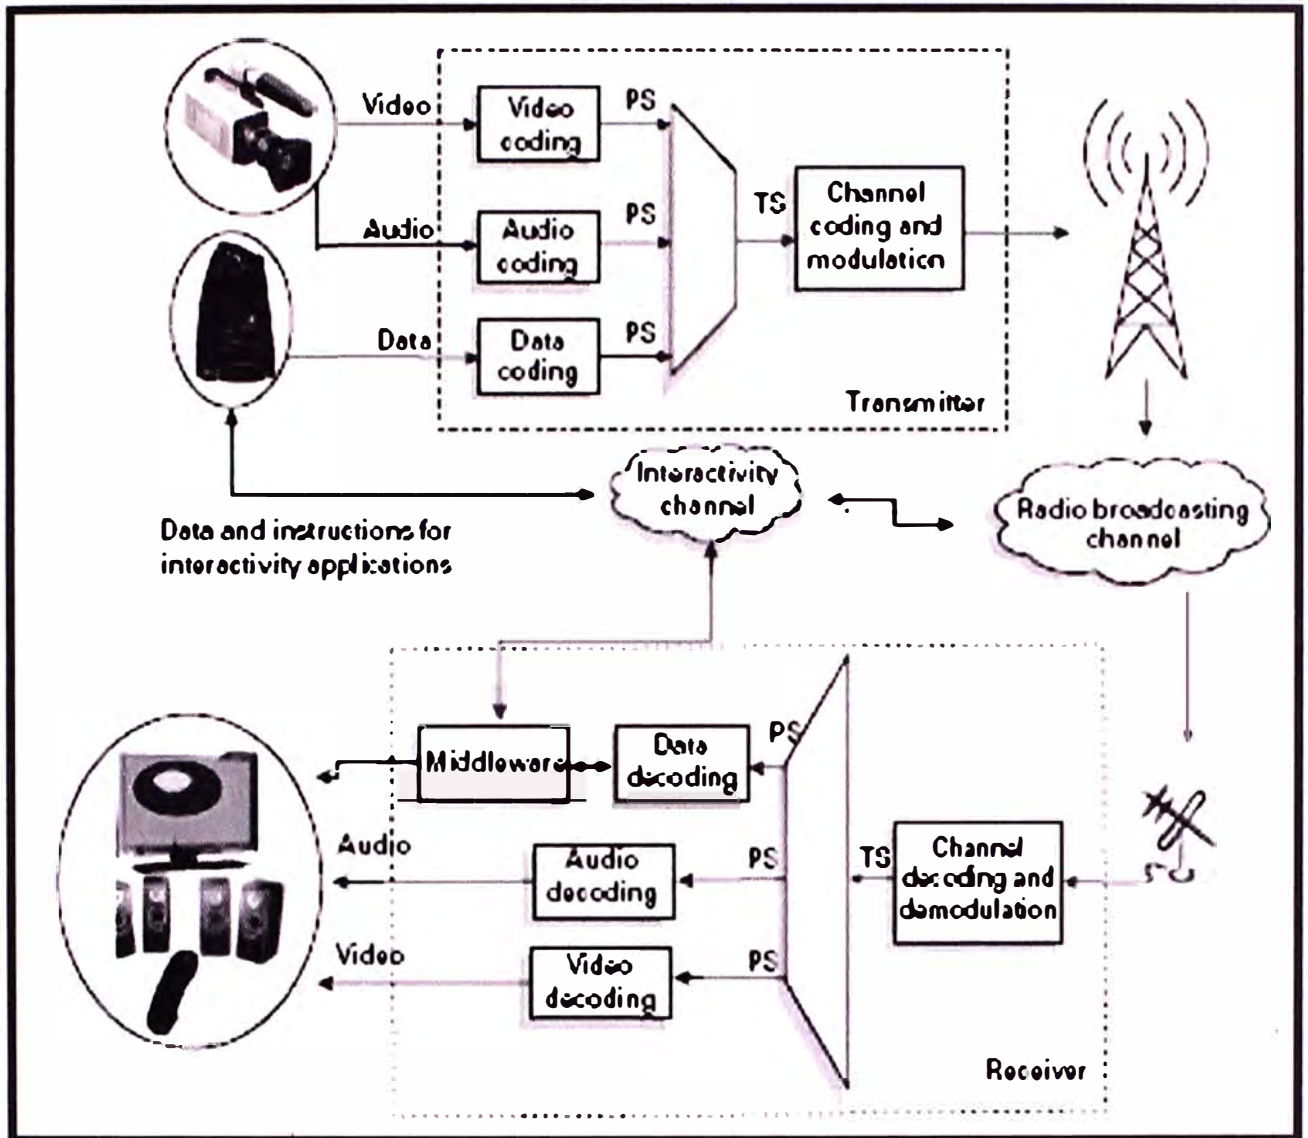 Video
Video
coding
PS
Audio
Audio
coding
PS
Data
Data
coding
PS
TS
Channel
coding and
modulation
Transmitter
Interactivity
channel
Radio broadcasting
channel
Data and instructions for
interactivity applications
Middleware
Data
decoding
PS
Audio
Audio
decoding
PS
TS
Channel
decoding and
demodulation
Video
Video
decoding
PS
Receiver